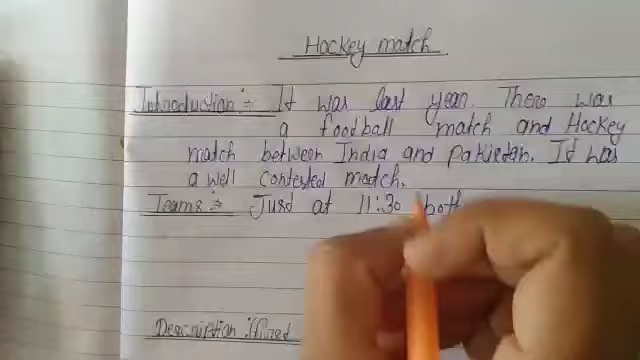 Hockey match
Introduction :- It was last year. There was
a football match and Hockey
match between India and Pakistan. It was
a well contested match.
Teams :- Just at 11:30 both
Description